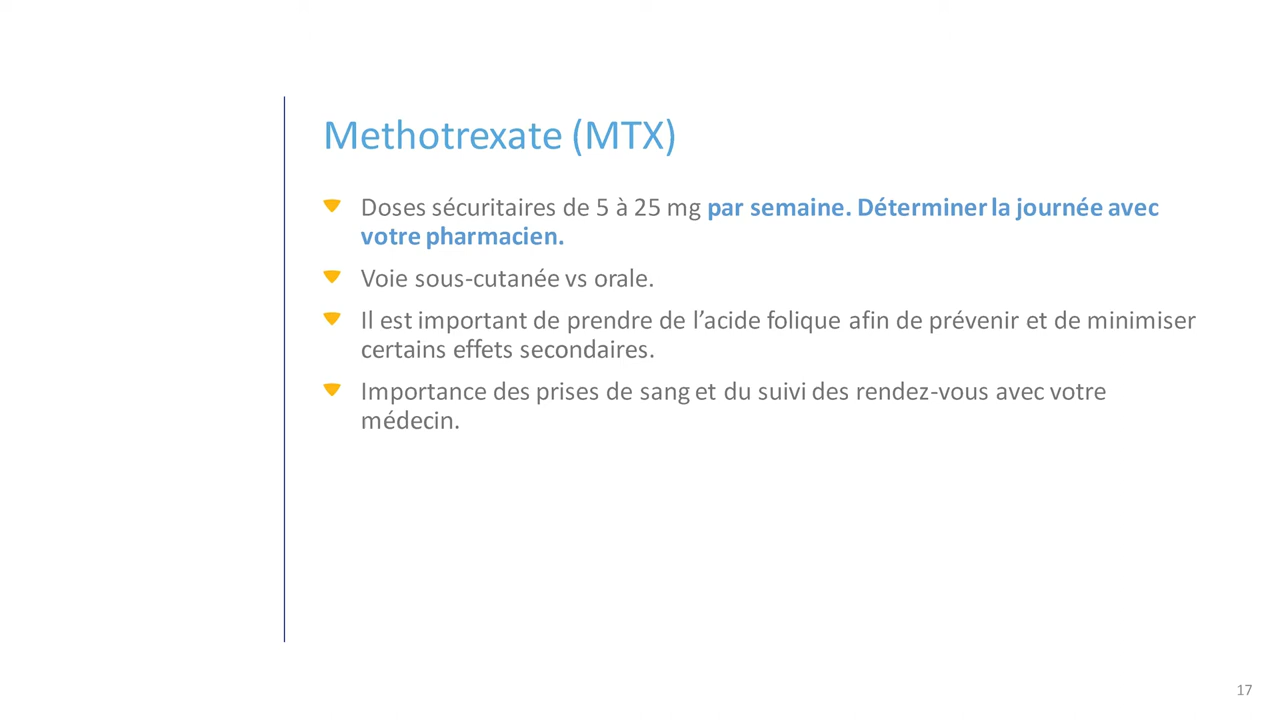 Methotrexate (MTX)
Doses sécuritaires de 5 à 25 mg par semaine. Déterminer la journée avec
votre pharmacien.
Voie sous-cutanée vs orale.
Il est important de prendre de l’acide folique afin de prévenir et de minimiser
certains effets secondaires.
Importance des prises de sang et du suivi des rendez-vous avec votre
médecin.
17